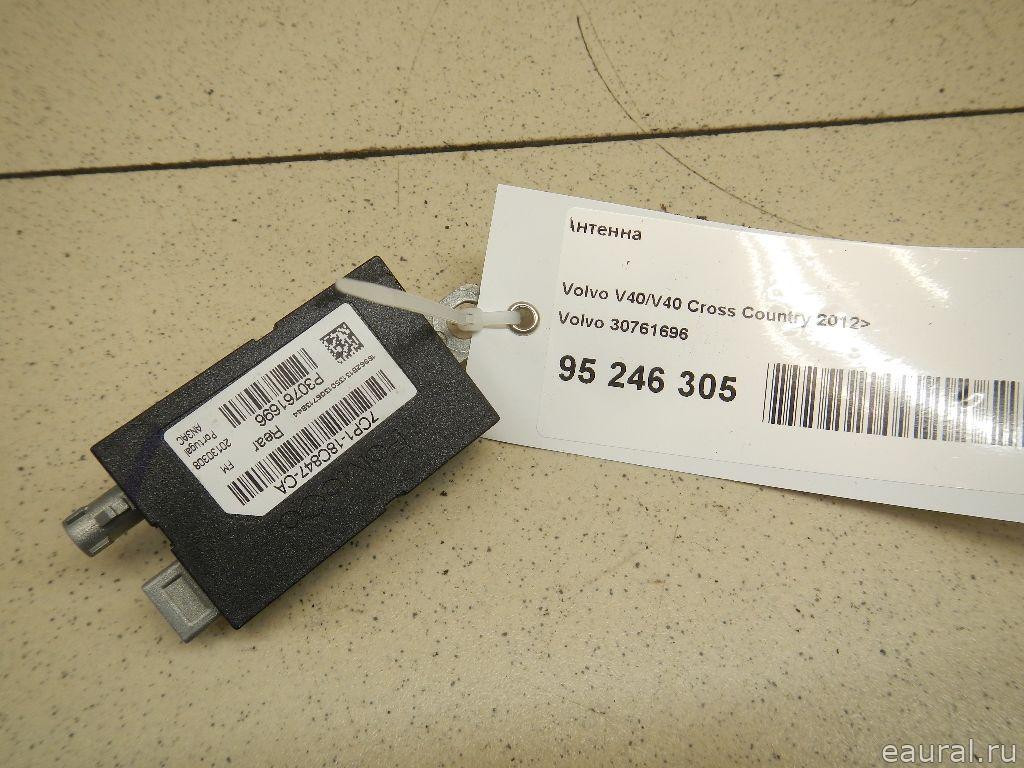 Антенна
Volvo V40/V40 Cross Country 2012>
Volvo 30761696
95 246 305
P30761696
7CP1-18C847-CA
Rear
FM
20130308
Portugal
eaural.ru